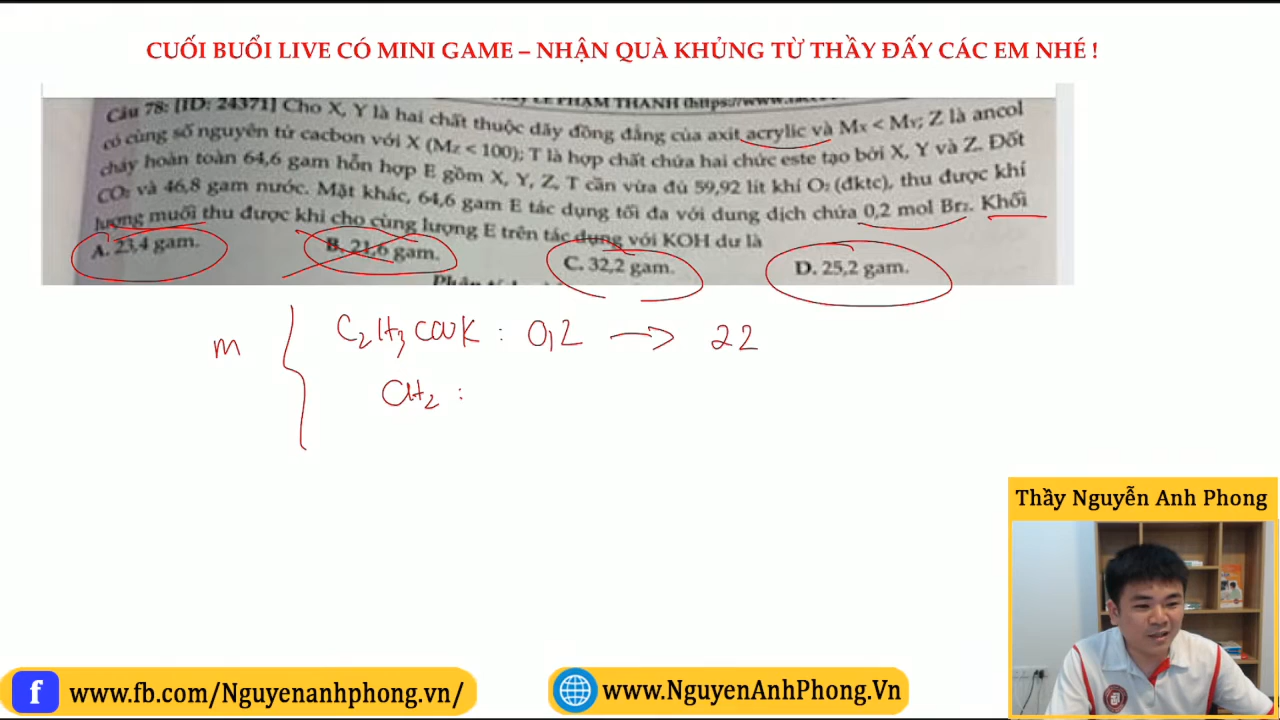 CUỐI BUỔI LIVE CÓ MINI GAME – NHẬN QUÀ KHỦNG TỪ THẦY ĐẤY CÁC EM NHÉ !
LÊ PHẠM THÀNH (https://www.
Câu 78: [ID: 24371] Cho X, Y là hai chất thuộc dãy đồng đẳng của axit acrylic và Mx < My; Z là ancol
có cùng số nguyên tử cacbon với X (Mz < 100); T là hợp chất chứa hai chức este tạo bởi X, Y và Z. Đốt
cháy hoàn toàn 64,6 gam hỗn hợp E gồm X, Y, Z, T cần vừa đủ 59,92 lít khí O₂ (đktc), thu được khí
CO₂ và 46,8 gam nước. Mặt khác, 64,6 gam E tác dụng tối đa với dung dịch chứa 0,2 mol Br₂. Khối
lượng muối thu được khi cho cùng lượng E trên tác dụng với KOH dư là
A. 23,4 gam. B. 21,6 gam. C. 32,2 gam. D. 25,2 gam.
m C₂H₃COOK : 0,2 → 22
CH₂ :
Thầy Nguyễn Anh Phong
f www.fb.com/Nguyenanhphong.vn/ www.NguyenAnhPhong.Vn